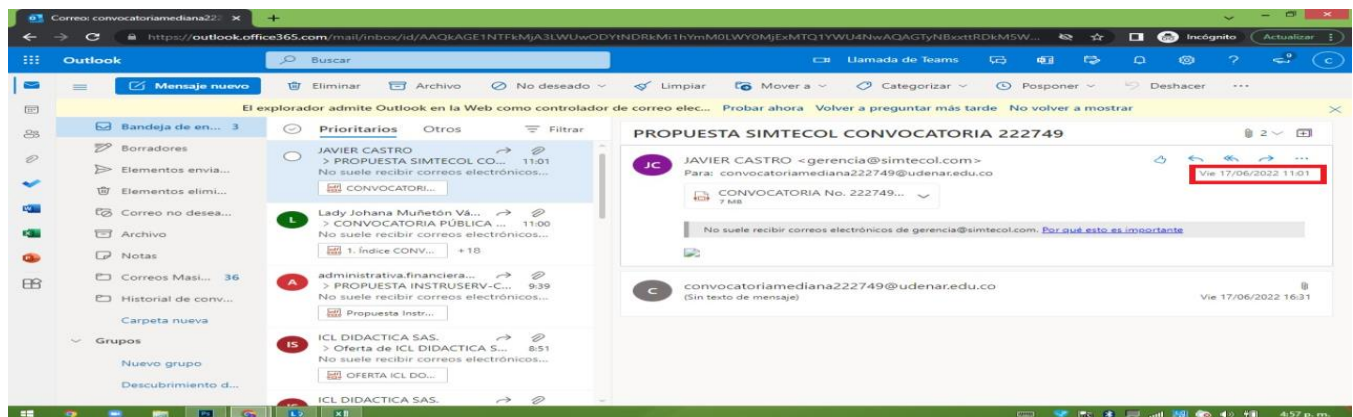 Correo: convocatoriamediana222
https://outlook.office365.com/mail/inbox/id/
Incógnito
Actualizar
Outlook
Buscar
Llamada de Teams
Mensaje nuevo
Eliminar
Archivo
No deseado
Limpiar
Mover a
Categorizar
Posponer
Deshacer
El explorador admite Outlook en la Web como controlador de correo elec... Probar ahora Volver a preguntar más tarde No volver a mostrar
Bandeja de en... 3
Borradores
Elementos envia...
Elementos elimi...
Correo no desea...
Archivo
Notas
Correos Masi... 36
Historial de conv...
Carpeta nueva
Grupos
Nuevo grupo
Descubrimiento d...
Prioritarios Otros Filtrar
JAVIER CASTRO
> PROPUESTA SIMTECOL CO... 11:01
No suele recibir correos electrónicos...
CONVOCATORI...
L
Lady Johana Muñetón Vá...
> CONVOCATORIA PÚBLICA ... 11:00
No suele recibir correos electrónicos...
1. Índice CONV... +18
A
administrativa.financiera...
> PROPUESTA INSTRUSERV-C... 9:39
No suele recibir correos electrónicos...
Propuesta Instr...
IS
ICL DIDACTICA SAS.
> Oferta de ICL DIDACTICA S... 8:51
No suele recibir correos electrónicos...
OFERTA ICL DO...
ICL DIDACTICA SAS.
PROPUESTA SIMTECOL CONVOCATORIA 222749
2
JC
JAVIER CASTRO <gerencia@simtecol.com>
Para: convocatoriamediana222749@udenar.edu.co
Vie 17/06/2022 11:01
CONVOCATORIA No. 222749...
7 MB
No suele recibir correos electrónicos de gerencia@simtecol.com. Por qué esto es importante
C
convocatoriamediana222749@udenar.edu.co
(Sin texto de mensaje)
Vie 17/06/2022 16:31
4:57 p. m.